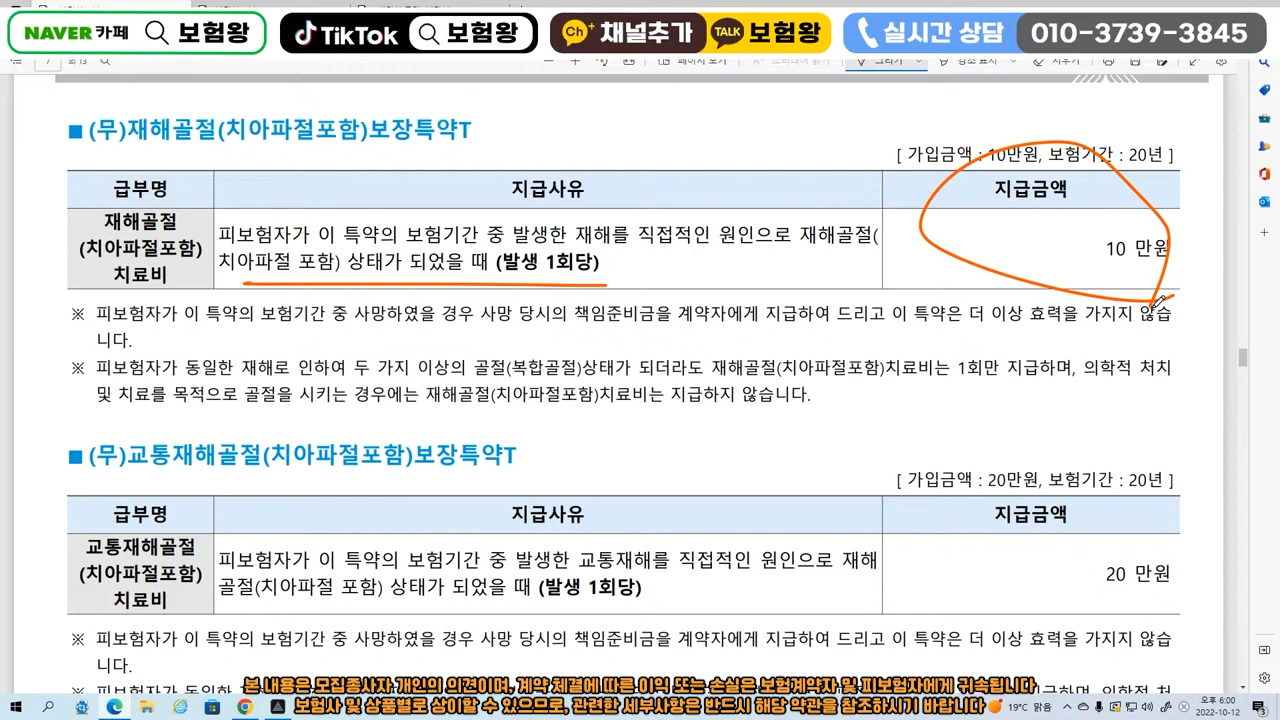 NAVER 카페 보험왕 TikTok 보험왕 Ch+ 채널추가 TALK 보험왕 실시간 상담 010-3739-3845
■ (무)재해골절(치아파절포함)보장특약T
[ 가입금액 : 10만원, 보험기간 : 20년 ]
급부명 지급사유 지급금액
재해골절
(치아파절포함)
치료비
피보험자가 이 특약의 보험기간 중 발생한 재해를 직접적인 원인으로 재해골절(
치아파절 포함) 상태가 되었을 때 (발생 1회당)
10 만원
※ 피보험자가 이 특약의 보험기간 중 사망하였을 경우 사망 당시의 책임준비금을 계약자에게 지급하여 드리고 이 특약은 더 이상 효력을 가지지 않습
니다.
※ 피보험자가 동일한 재해로 인하여 두 가지 이상의 골절(복합골절)상태가 되더라도 재해골절(치아파절포함)치료비는 1회만 지급하며, 의학적 처치
및 치료를 목적으로 골절을 시키는 경우에는 재해골절(치아파절포함)치료비는 지급하지 않습니다.
■ (무)교통재해골절(치아파절포함)보장특약T
[ 가입금액 : 20만원, 보험기간 : 20년 ]
급부명 지급사유 지급금액
교통재해골절
(치아파절포함)
치료비
피보험자가 이 특약의 보험기간 중 발생한 교통재해를 직접적인 원인으로 재해
골절(치아파절 포함) 상태가 되었을 때 (발생 1회당)
20 만원
※ 피보험자가 이 특약의 보험기간 중 사망하였을 경우 사망 당시의 책임준비금을 계약자에게 지급하여 드리고 이 특약은 더 이상 효력을 가지지 않습
니다.
본 내용은 모집종사자 개인의 의견이며, 계약 체결에 따른 이익 또는 손실은 보험계약자 및 피보험자에게 귀속됩니다
보험사 및 상품별로 상이할 수 있으므로, 관련한 세부사항은 반드시 해당 약관을 참조하시기 바랍니다
19℃ 맑음
오후 6:00
2022-10-12